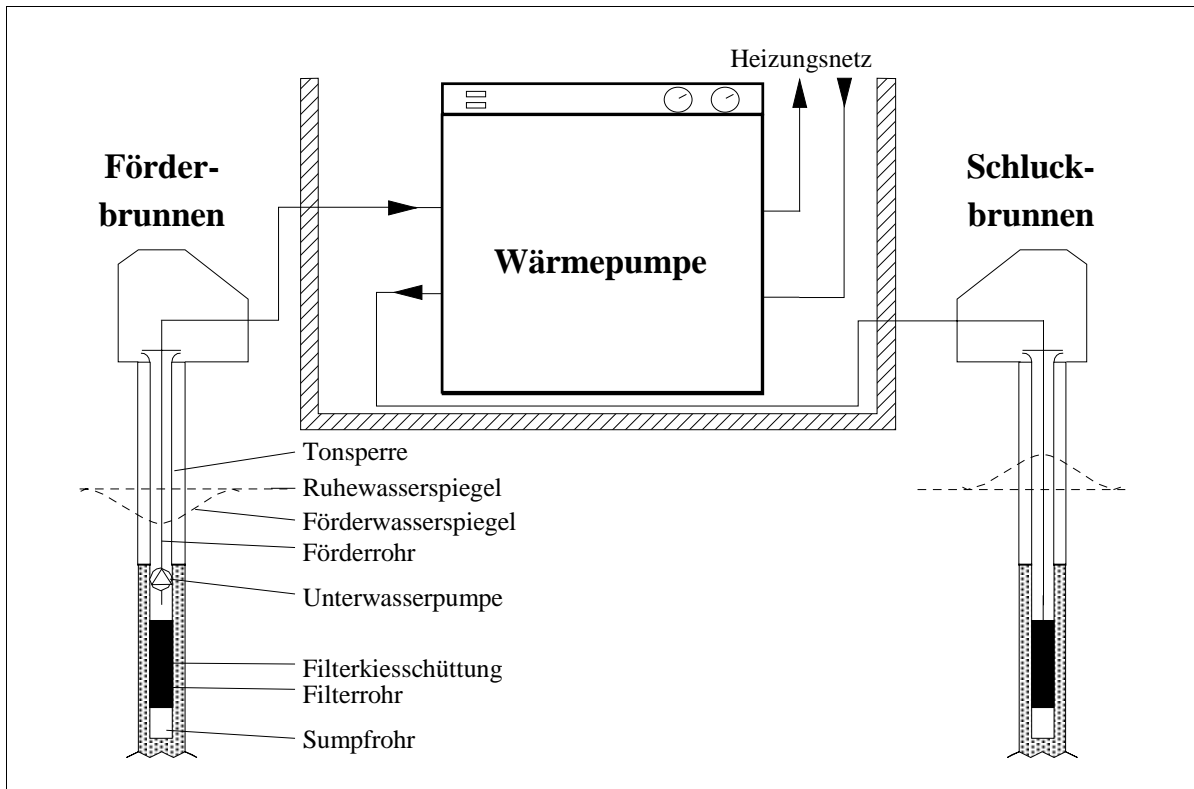 Heizungsnetz
Förder-
brunnen
Schluck-
brunnen
Wärmepumpe
Tonsperre
Ruhewasserspiegel
Förderwasserspiegel
Förderrohr
Unterwasserpumpe
Filterkiesschüttung
Filterrohr
Sumpfrohr